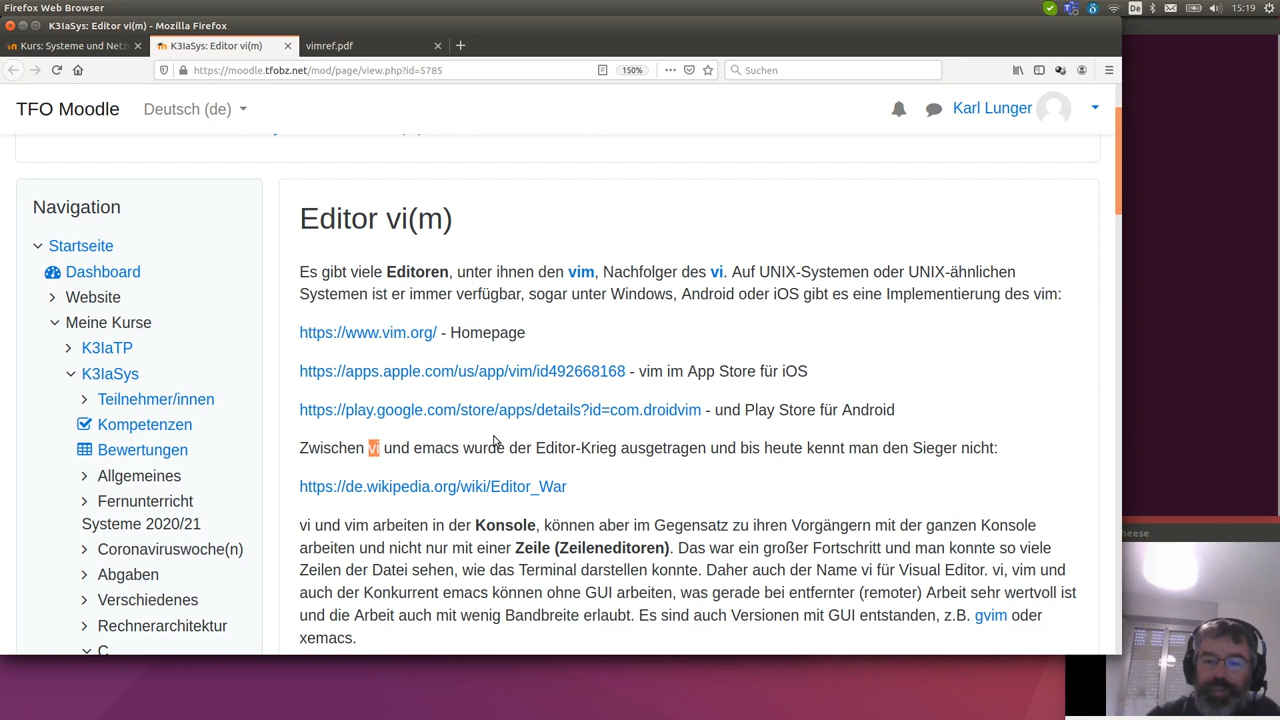 Firefox Web Browser
De
15:19
K3IaSys: Editor vi(m) - Mozilla Firefox
Kurs: Systeme und Netz
K3IaSys: Editor vi(m)
vimref.pdf
https://moodle.tfobz.net/mod/page/view.php?id=5785
150%
Suchen
TFO Moodle
Deutsch (de)
Karl Lunger
Navigation
Startseite
Dashboard
Website
Meine Kurse
K3IaTP
K3IaSys
Teilnehmer/innen
Kompetenzen
Bewertungen
Allgemeines
Fernunterricht
Systeme 2020/21
Coronaviruswoche(n)
Abgaben
Verschiedenes
Rechnerarchitektur
C
Editor vi(m)
Es gibt viele Editoren, unter ihnen den vim, Nachfolger des vi. Auf UNIX-Systemen oder UNIX-ähnlichen
Systemen ist er immer verfügbar, sogar unter Windows, Android oder iOS gibt es eine Implementierung des vim:
https://www.vim.org/ - Homepage
https://apps.apple.com/us/app/vim/id492668168 - vim im App Store für iOS
https://play.google.com/store/apps/details?id=com.droidvim - und Play Store für Android
Zwischen vi und emacs wurde der Editor-Krieg ausgetragen und bis heute kennt man den Sieger nicht:
https://de.wikipedia.org/wiki/Editor_War
vi und vim arbeiten in der Konsole, können aber im Gegensatz zu ihren Vorgängern mit der ganzen Konsole
arbeiten und nicht nur mit einer Zeile (Zeileneditoren). Das war ein großer Fortschritt und man konnte so viele
Zeilen der Datei sehen, wie das Terminal darstellen konnte. Daher auch der Name vi für Visual Editor. vi, vim und
auch der Konkurrent emacs können ohne GUI arbeiten, was gerade bei entfernter (remoter) Arbeit sehr wertvoll ist
und die Arbeit auch mit wenig Bandbreite erlaubt. Es sind auch Versionen mit GUI entstanden, z.B. gvim oder
xemacs.
heese